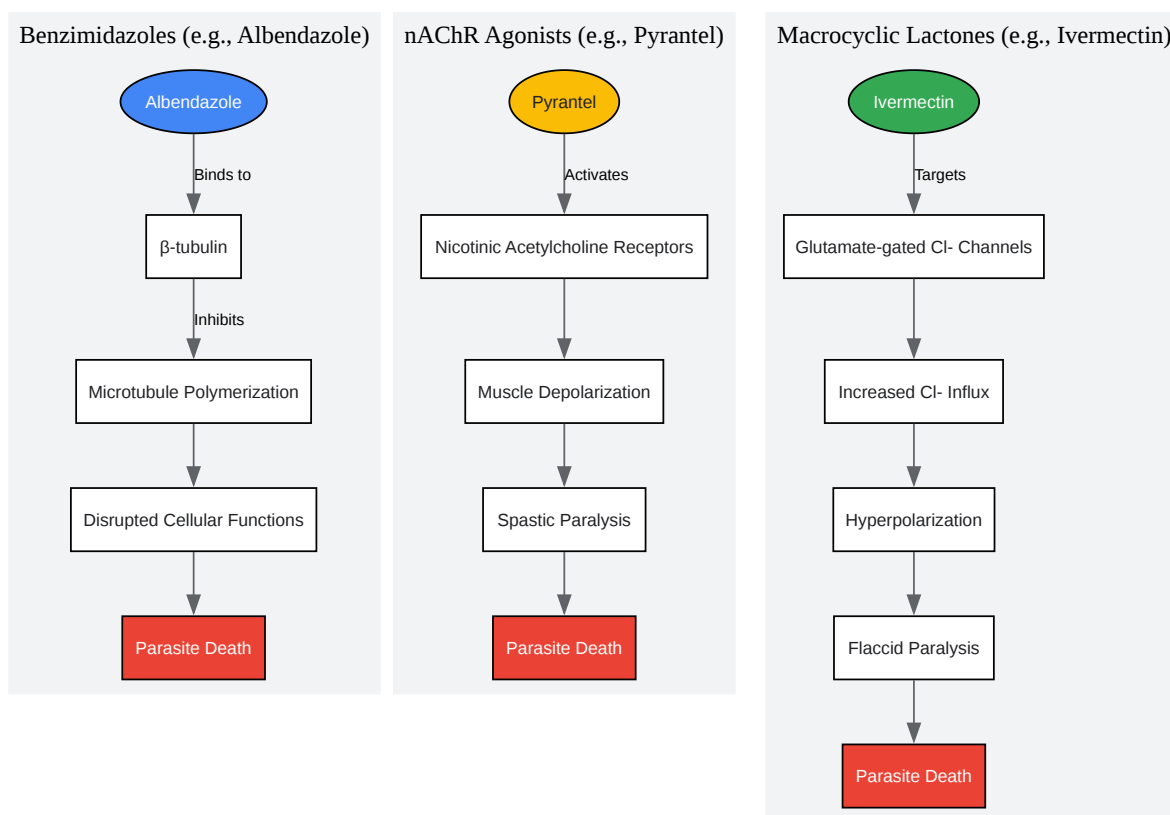 Benzimidazoles (e.g., Albendazole)
Albendazole
Binds to
β-tubulin
Inhibits
Microtubule Polymerization
Disrupted Cellular Functions
Parasite Death
nAChR Agonists (e.g., Pyrantel)
Pyrantel
Activates
Nicotinic Acetylcholine Receptors
Muscle Depolarization
Spastic Paralysis
Parasite Death
Macrocyclic Lactones (e.g., Ivermectin)
Ivermectin
Targets
Glutamate-gated Cl- Channels
Increased Cl- Influx
Hyperpolarization
Flaccid Paralysis
Parasite Death